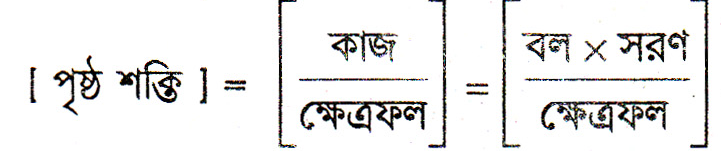 [ পৃষ্ঠ শক্তি ] = [ কাজ / ক্ষেত্রফল ] = [ বল × সরণ / ক্ষেত্রফল ]